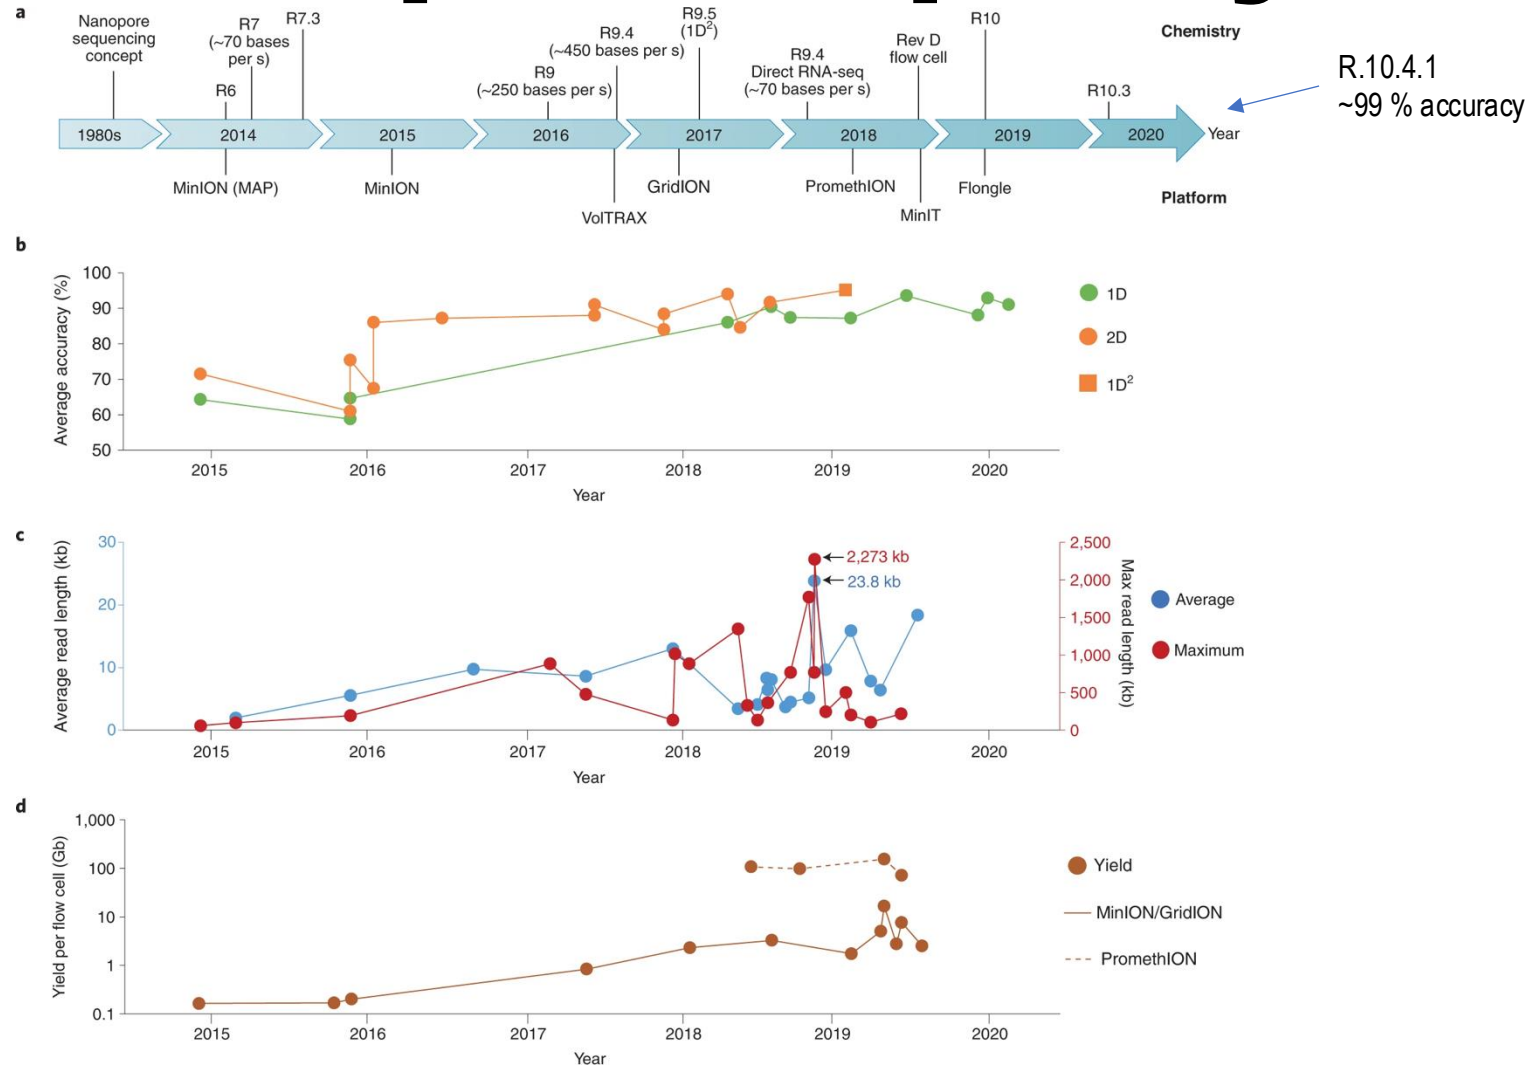 a
Nanopore
sequencing
concept
R7
(~70 bases
per s)
R7.3
R6
R9
(~250 bases per s)
R9.4
(~450 bases per s)
R9.5
(1D²)
R9.4
Direct RNA-seq
(~70 bases per s)
Rev D
flow cell
R10
R10.3
Chemistry
R.10.4.1
~99 % accuracy
1980s 2014 2015 2016 2017 2018 2019 2020 Year
MinION (MAP)
MinION
VolTRAX
GridION
PromethION
MinIT
Flongle
Platform
b
Average accuracy (%)
100
90
80
70
60
50
2015 2016 2017 2018 2019 2020
Year
1D
2D
1D²
c
Average read length (kb)
30
20
10
0
2,273 kb
23.8 kb
2,500
2,000
1,500
1,000
500
0
Max read length (kb)
2015 2016 2017 2018 2019 2020
Year
Average
Maximum
d
Yield per flow cell (Gb)
1,000
100
10
1
0.1
2015 2016 2017 2018 2019 2020
Year
Yield
MinION/GridION
PromethION